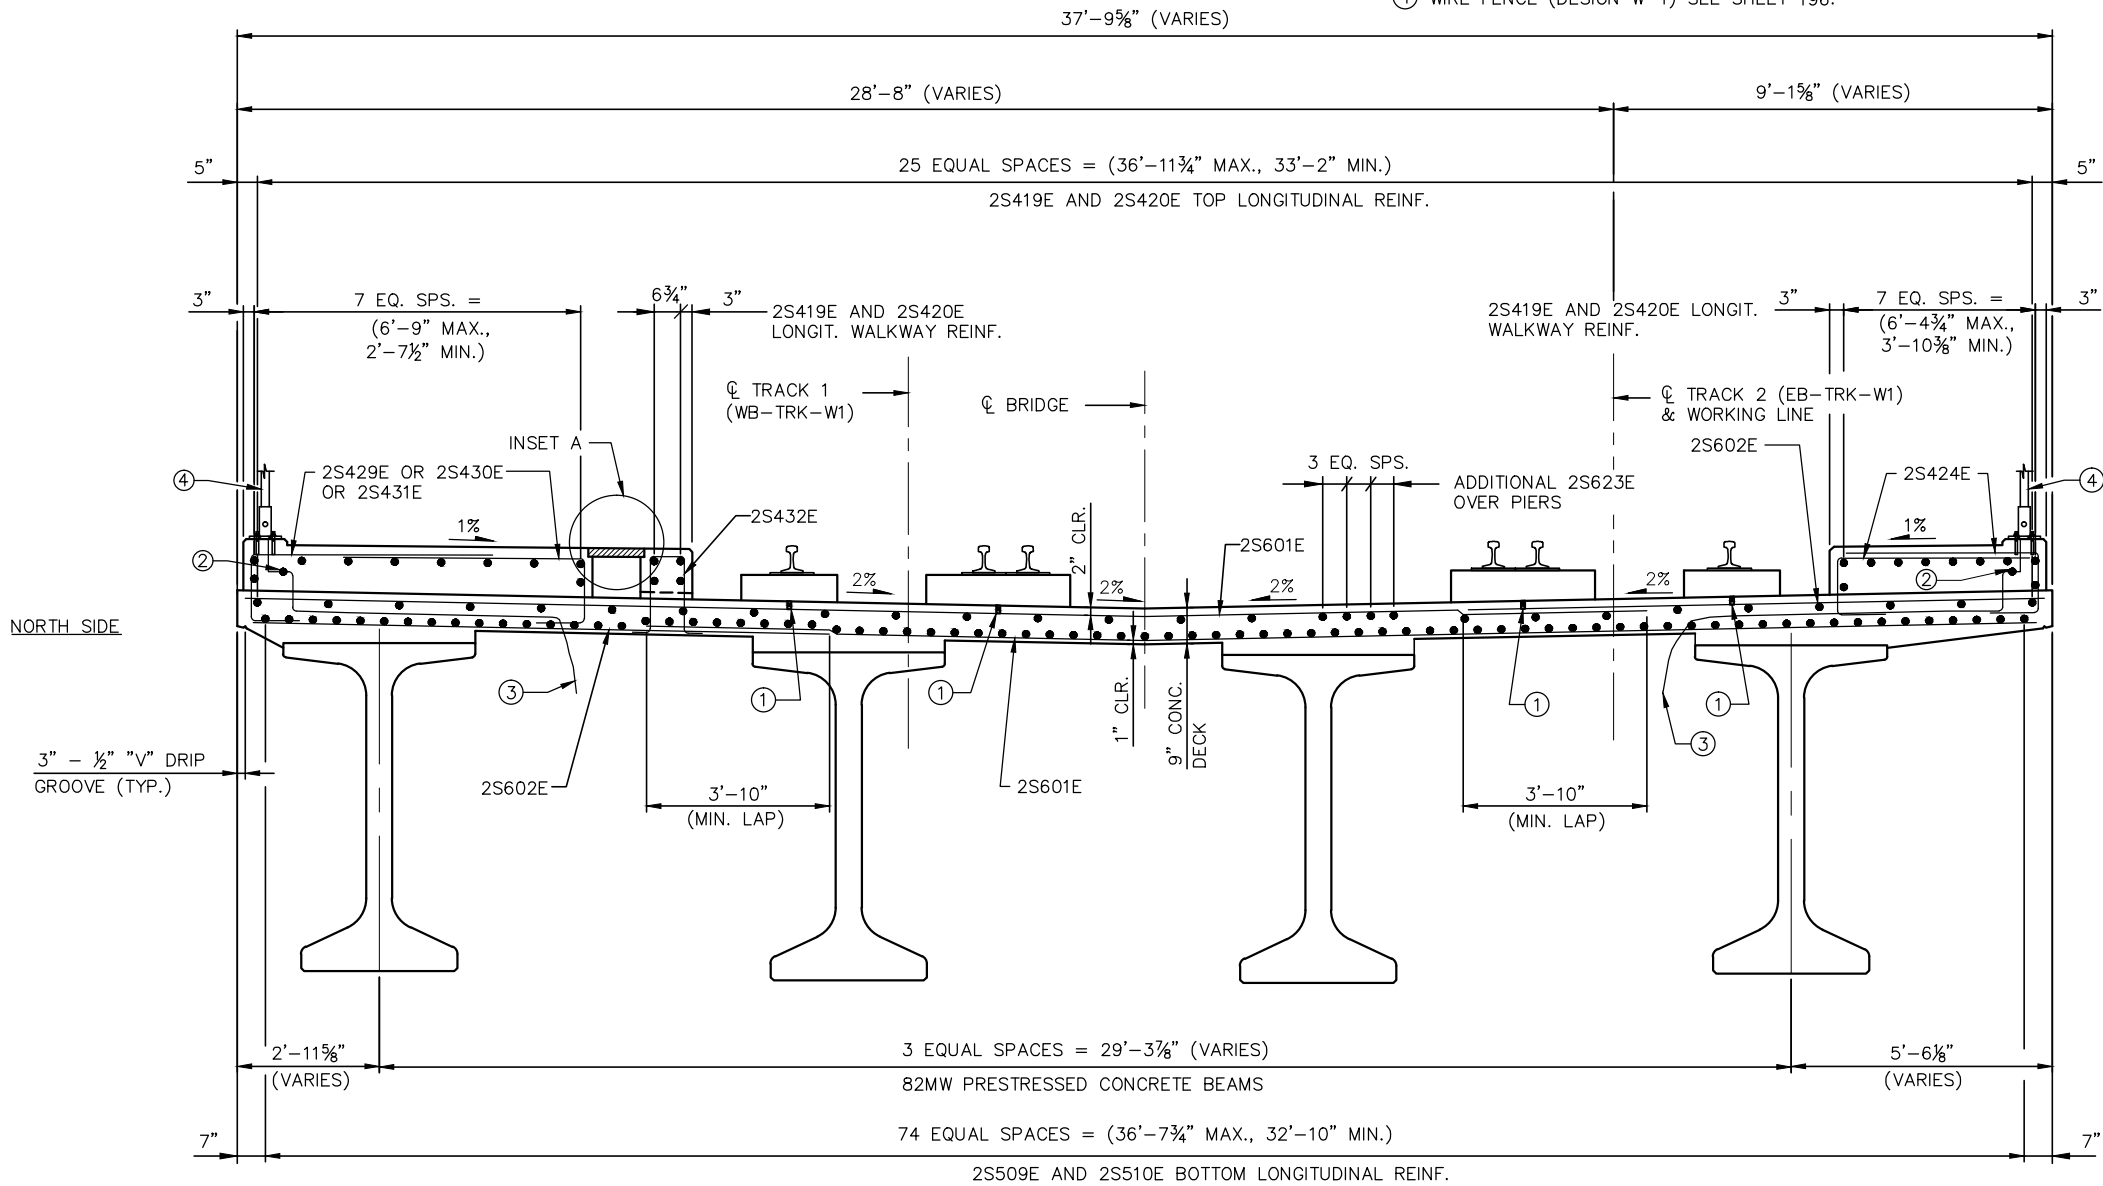 ④ WIRE FENCE (DESIGN W-1) SEE SHEET 196.
37'-9⅝" (VARIES)
28'-8" (VARIES)
9'-1⅝" (VARIES)
5"
25 EQUAL SPACES = (36'-11¾" MAX., 33'-2" MIN.)
5"
2S419E AND 2S420E TOP LONGITUDINAL REINF.
3"
7 EQ. SPS. =
(6'-9" MAX.,
2'-7½" MIN.)
6¾"
3"
2S419E AND 2S420E
LONGIT. WALKWAY REINF.
2S419E AND 2S420E LONGIT.
WALKWAY REINF.
3"
7 EQ. SPS. =
(6'-4¾" MAX.,
3'-10⅜" MIN.)
3"
℄ TRACK 1
(WB-TRK-W1)
℄ BRIDGE
℄ TRACK 2 (EB-TRK-W1)
& WORKING LINE
INSET A
2S602E
④
2S429E OR 2S430E
OR 2S431E
3 EQ. SPS.
ADDITIONAL 2S623E
OVER PIERS
2S424E
④
1%
2S432E
2" CLR.
2S601E
1%
②
2%
2%
2%
2%
②
NORTH SIDE
③
①
①
1" CLR.
9" CONC.
DECK
①
①
③
3" - ½" "V" DRIP
GROOVE (TYP.)
2S602E
3'-10"
(MIN. LAP)
2S601E
3'-10"
(MIN. LAP)
2'-11⅝"
(VARIES)
3 EQUAL SPACES = 29'-3⅞" (VARIES)
82MW PRESTRESSED CONCRETE BEAMS
5'-6⅛"
(VARIES)
7"
74 EQUAL SPACES = (36'-7¾" MAX., 32'-10" MIN.)
7"
2S509E AND 2S510E BOTTOM LONGITUDINAL REINF.